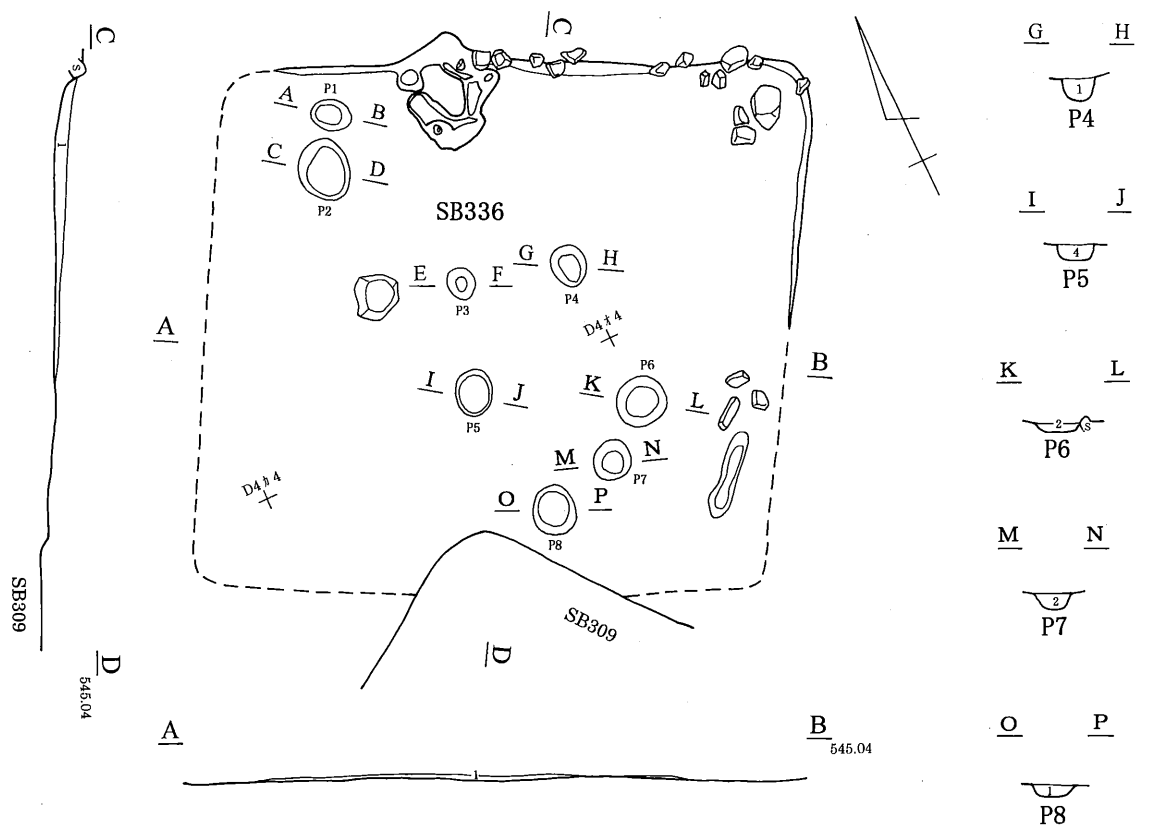 C
C
G H
1
P4
A P1 B
C D
P2
SB336
1
I J
4
P5
G H
P4
E F
P3
D4 4
A
B
K L
2 S
P6
P6
I J
P5
K L
M N
P7
D4 4
O P
P8
M N
2
P7
SB309
SB309
D
D
545.04
A B
545.04
1
O P
1
P8
S